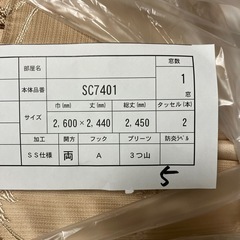 部屋名 窓数
本体品番 SC7401 1
窓
巾(mm) 丈(mm) 総丈(mm) タッセル(本)
サイズ 2.600×2.440 2.450 2
加工 開方 フック プリーツ 防炎ラベル
SS仕様 両 A 3つ山
5